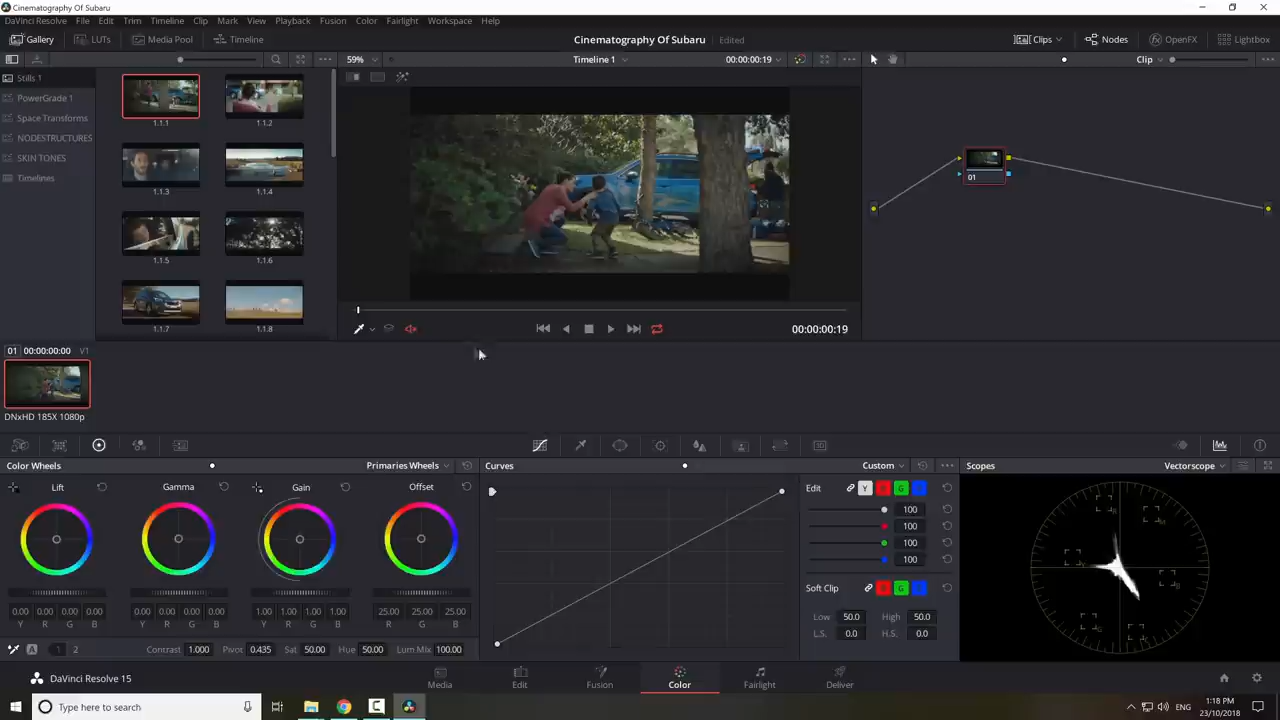 Cinematography Of Subaru
DaVinci Resolve File Edit Trim Timeline Clip Mark View Playback Fusion Color Fairlight Workspace Help
Gallery LUTs Media Pool Timeline Cinematography Of Subaru Edited Clips Nodes OpenFX Lightbox
59% Timeline 1 00:00:00:19 Clip
Stills 1
PowerGrade 1
Space Transforms
NODESTRUCTURES
SKIN TONES
Timelines
1.1.1 1.1.2
1.1.3 1.1.4
1.1.5 1.1.6
1.1.7 1.1.8
01
00:00:00:19
01 00:00:00:00 V1
DNxHD 185X 1080p
Color Wheels Primaries Wheels Curves Custom Scopes Vectorscope
Lift Gamma Gain Offset
0.00 0.00 0.00 0.00 0.00 0.00 0.00 0.00 1.00 1.00 1.00 1.00 25.00 25.00 25.00
Y R G B Y R G B Y R G B R G B
A 1 2 Contrast 1.000 Pivot 0.435 Sat 50.00 Hue 50.00 Lum Mix 100.00
Edit Y R G B
100
100
100
100
Soft Clip R G B
Low 50.0 High 50.0
L.S. 0.0 H.S. 0.0
DaVinci Resolve 15 Media Edit Fusion Color Fairlight Deliver
Type here to search
ENG
1:18 PM
23/10/2018